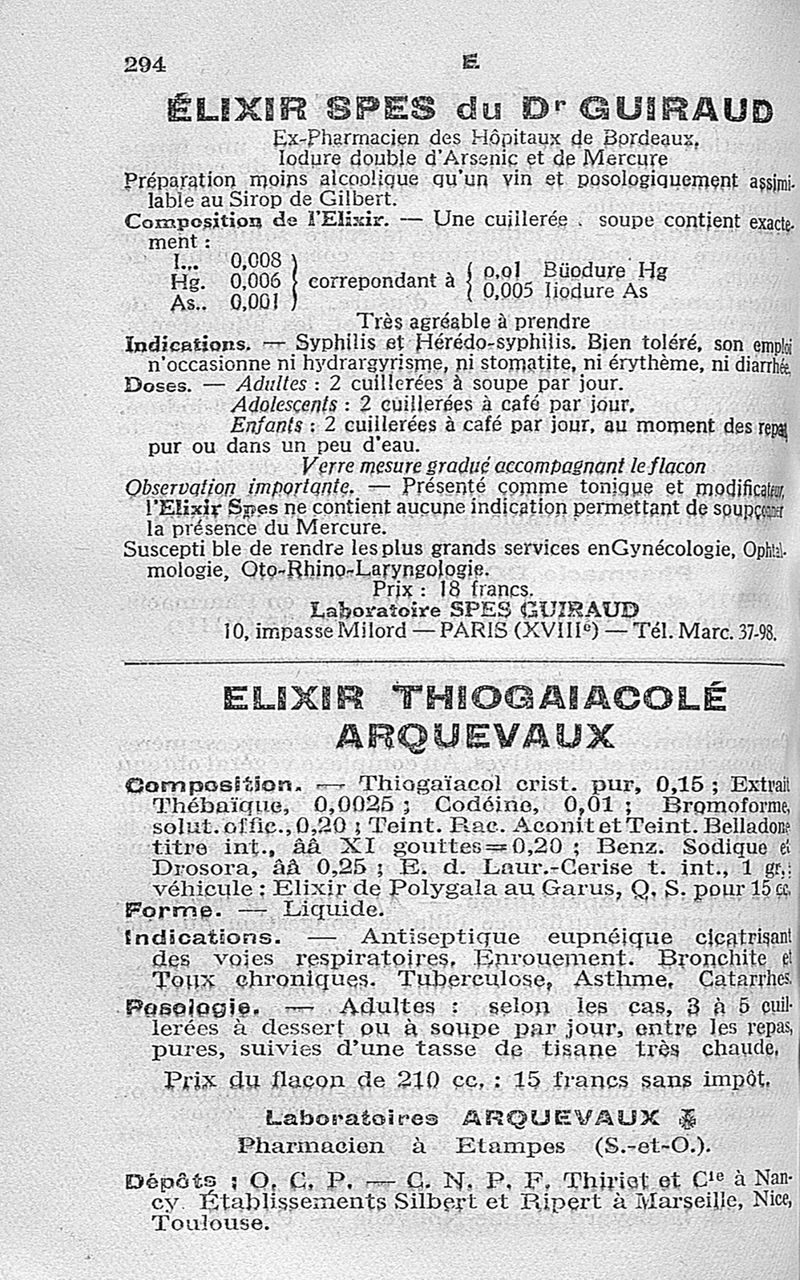 294
E
ÉLIXIR SPES du Dr GUIRAUD
Ex-Pharmacien des Hôpitaux de Bordeaux.
Iodure double d'Arsenic et de Mercure
Préparation moins alcoolique qu'un vin et posologiquement assimi-
lable au Sirop de Gilbert.
Composition de l'Elixir. — Une cuillerée . soupe contient exacte-
ment :
I... 0,008
Hg. 0,006 } correpondant à { 0,01 Biiodure Hg
As.. 0,001 0,005 Iiodure As
Très agréable à prendre
Indications. — Syphilis et Hérédo-syphilis. Bien toléré, son emploi
n'occasionne ni hydrargyrisme, ni stomatite, ni érythème, ni diarrhée,
Doses. — Adultes : 2 cuillerées à soupe par jour.
Adolescents : 2 cuillerées à café par jour.
Enfants : 2 cuillerées à café par jour, au moment des repas
pur ou dans un peu d'eau.
Verre mesure gradué accompagnant le flacon
Observation importante. — Présenté comme tonique et modificateur,
l'Elixir Spes ne contient aucune indication permettant de soupçonner
la présence du Mercure.
Suscepti ble de rendre les plus grands services enGynécologie, Ophtal-
mologie, Oto-Rhino-Laryngologie.
Prix : 18 francs.
Laboratoire SPES GUIRAUD
10, impasse Milord — PARIS (XVIIIe) — Tél. Marc. 37-98.
ELIXIR THIOGAIACOLÉ
ARQUEVAUX
Composition. — Thiogaïacol crist. pur, 0,15 ; Extrait
Thébaïque, 0,0025 ; Codéine, 0,01 ; Bromoforme,
solut. offic., 0,20 ; Teint. Rac. Aconit et Teint. Belladone
titre int., ââ XI gouttes = 0,20 ; Benz. Sodique et
Drosora, ââ 0,25 ; E. d. Laur.-Cerise t. int., 1 gr. ;
véhicule : Elixir de Polygala au Garus, Q. S. pour 15 cc.
Forme. — Liquide.
Indications. — Antiseptique eupnéique cicatrisant
des voies respiratoires. Enrouement. Bronchite et
Toux chroniques. Tuberculose, Asthme, Catarrhes.
Posologie. — Adultes : selon les cas, 3 à 5 cuil-
lerées à dessert ou à soupe par jour, entre les repas,
pures, suivies d'une tasse de tisane très chaude.
Prix du flacon de 210 cc. : 15 francs sans impôt.
Laboratoires ARQUEVAUX
Pharmacien à Etampes (S.-et-O.).
Dépôts : O. C. P. — C. N. P. F. Thiriet et Cie à Nan-
cy. Établissements Silbert et Ripert à Marseille, Nice,
Toulouse.